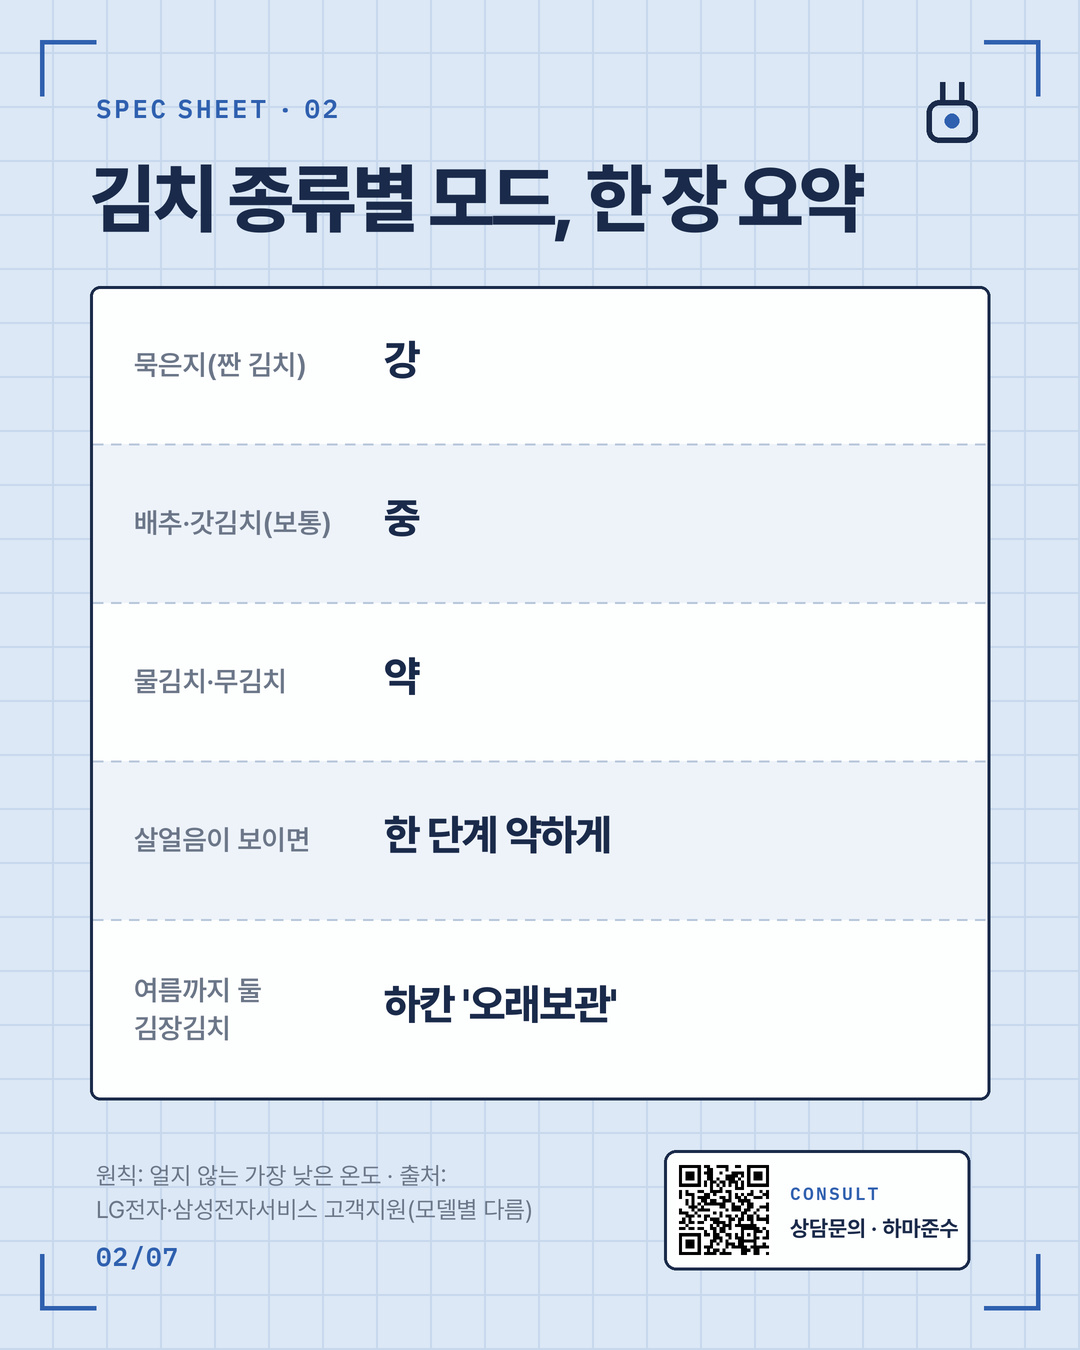 SPEC SHEET · 02
김치 종류별 모드, 한 장 요약
묵은지(짠 김치) 강
배추·갓김치(보통) 중
물김치·무김치 약
살얼음이 보이면 한 단계 약하게
여름까지 둘
김장김치
하칸 '오래보관'
원칙: 얼지 않는 가장 낮은 온도 · 출처:
LG전자·삼성전자서비스 고객지원(모델별 다름)
02/07
CONSULT
상담문의 · 하마준수